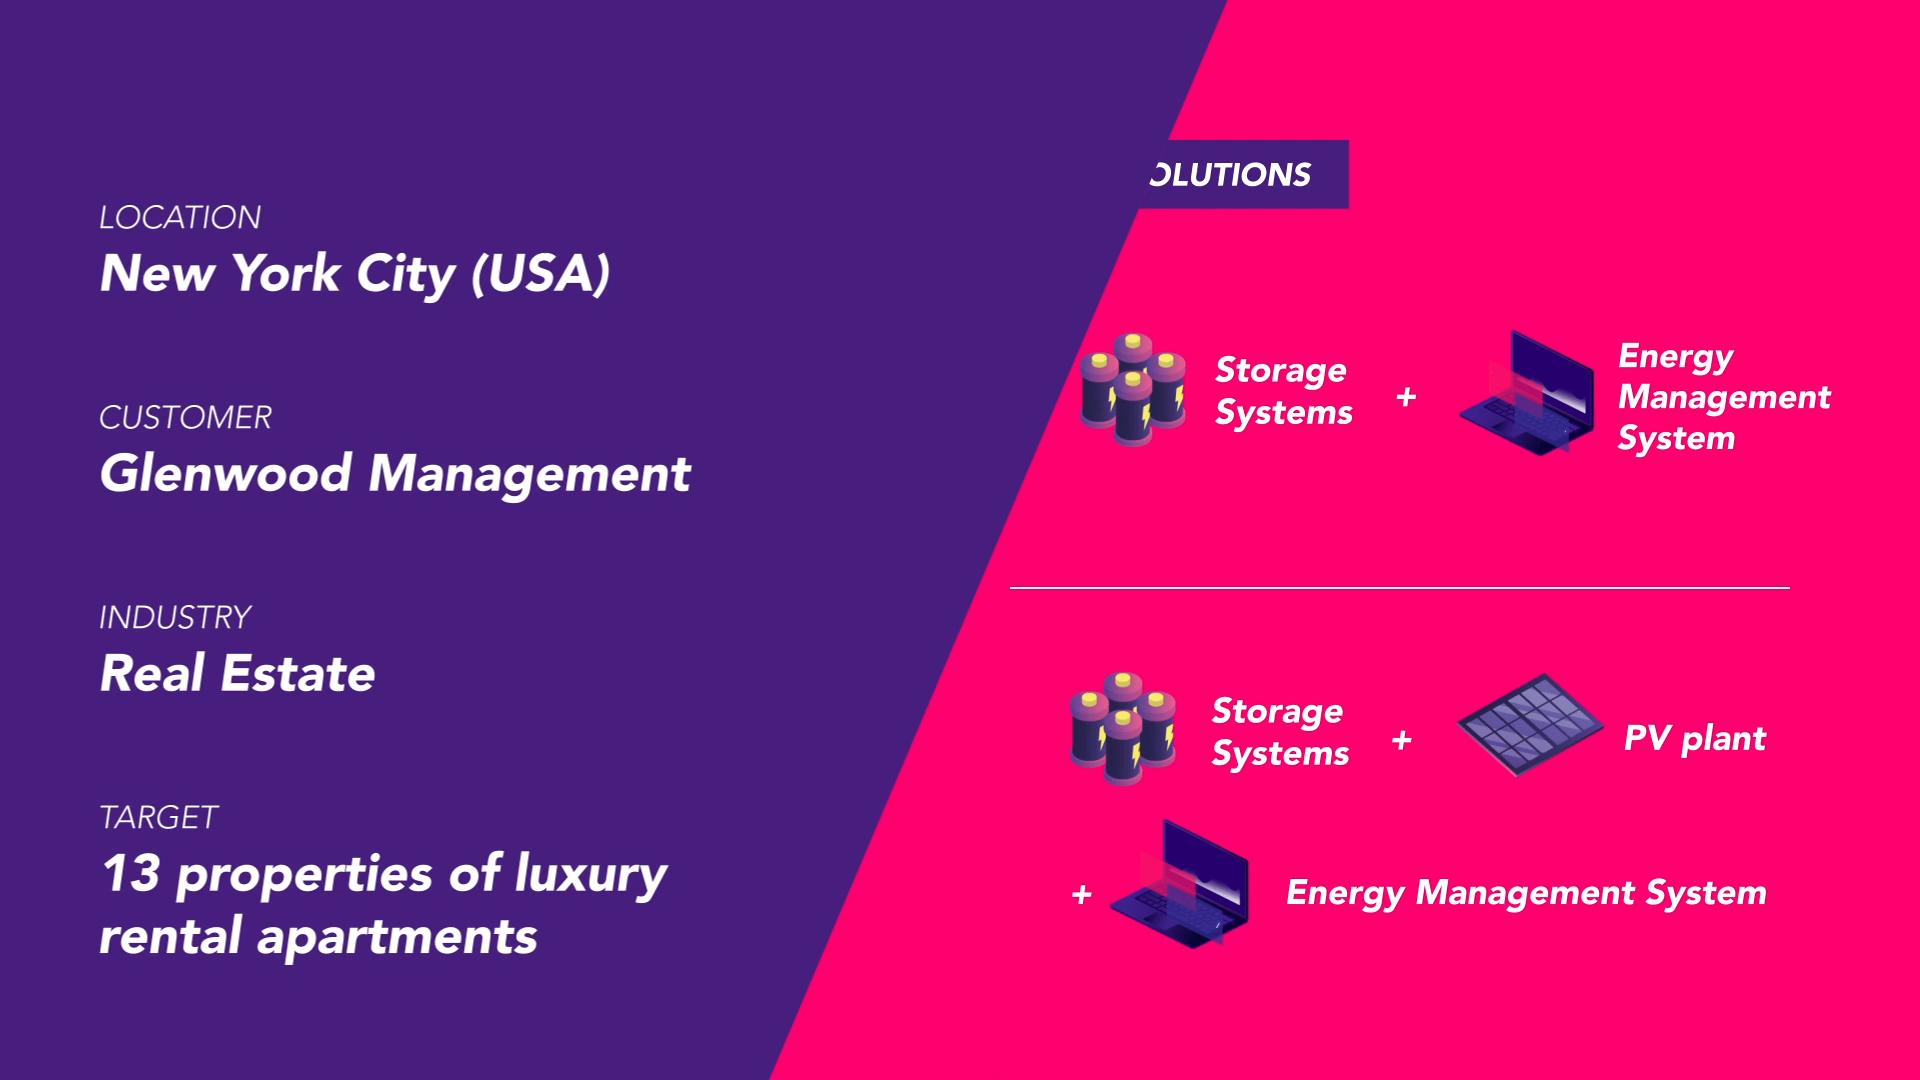 LOCATION
New York City (USA)
CUSTOMER
Glenwood Management
INDUSTRY
Real Estate
TARGET
13 properties of luxury
rental apartments
OLUTIONS
Storage
Systems
+
Energy
Management
System
Storage
Systems
+
PV plant
+
Energy Management System